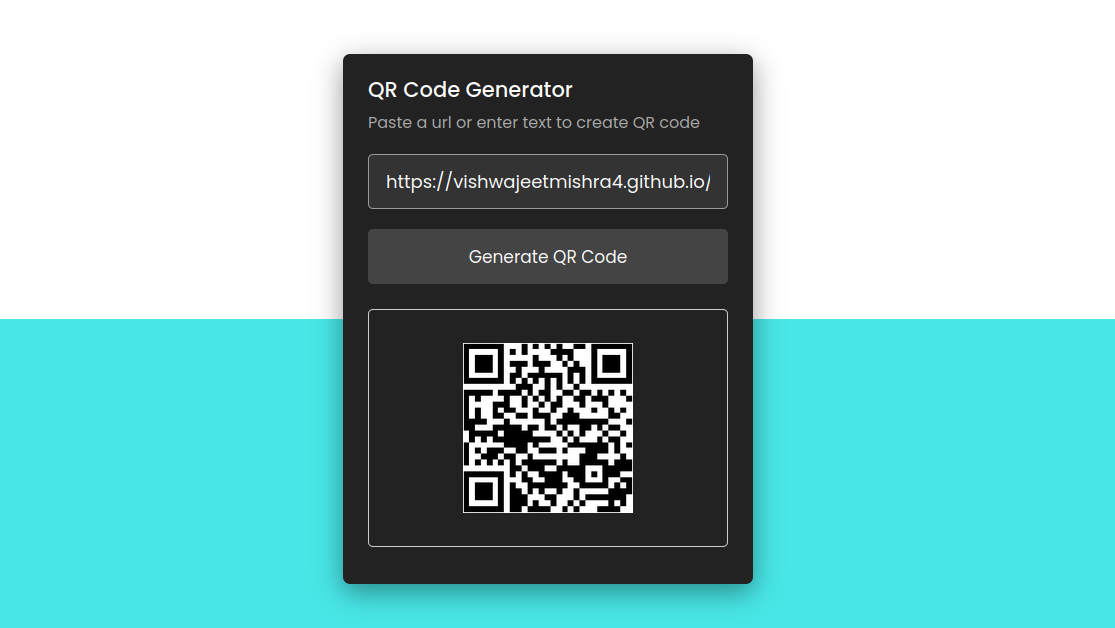 QR Code Generator
Paste a url or enter text to create QR code
https://vishwajeetmishra4.github.io/
Generate QR Code